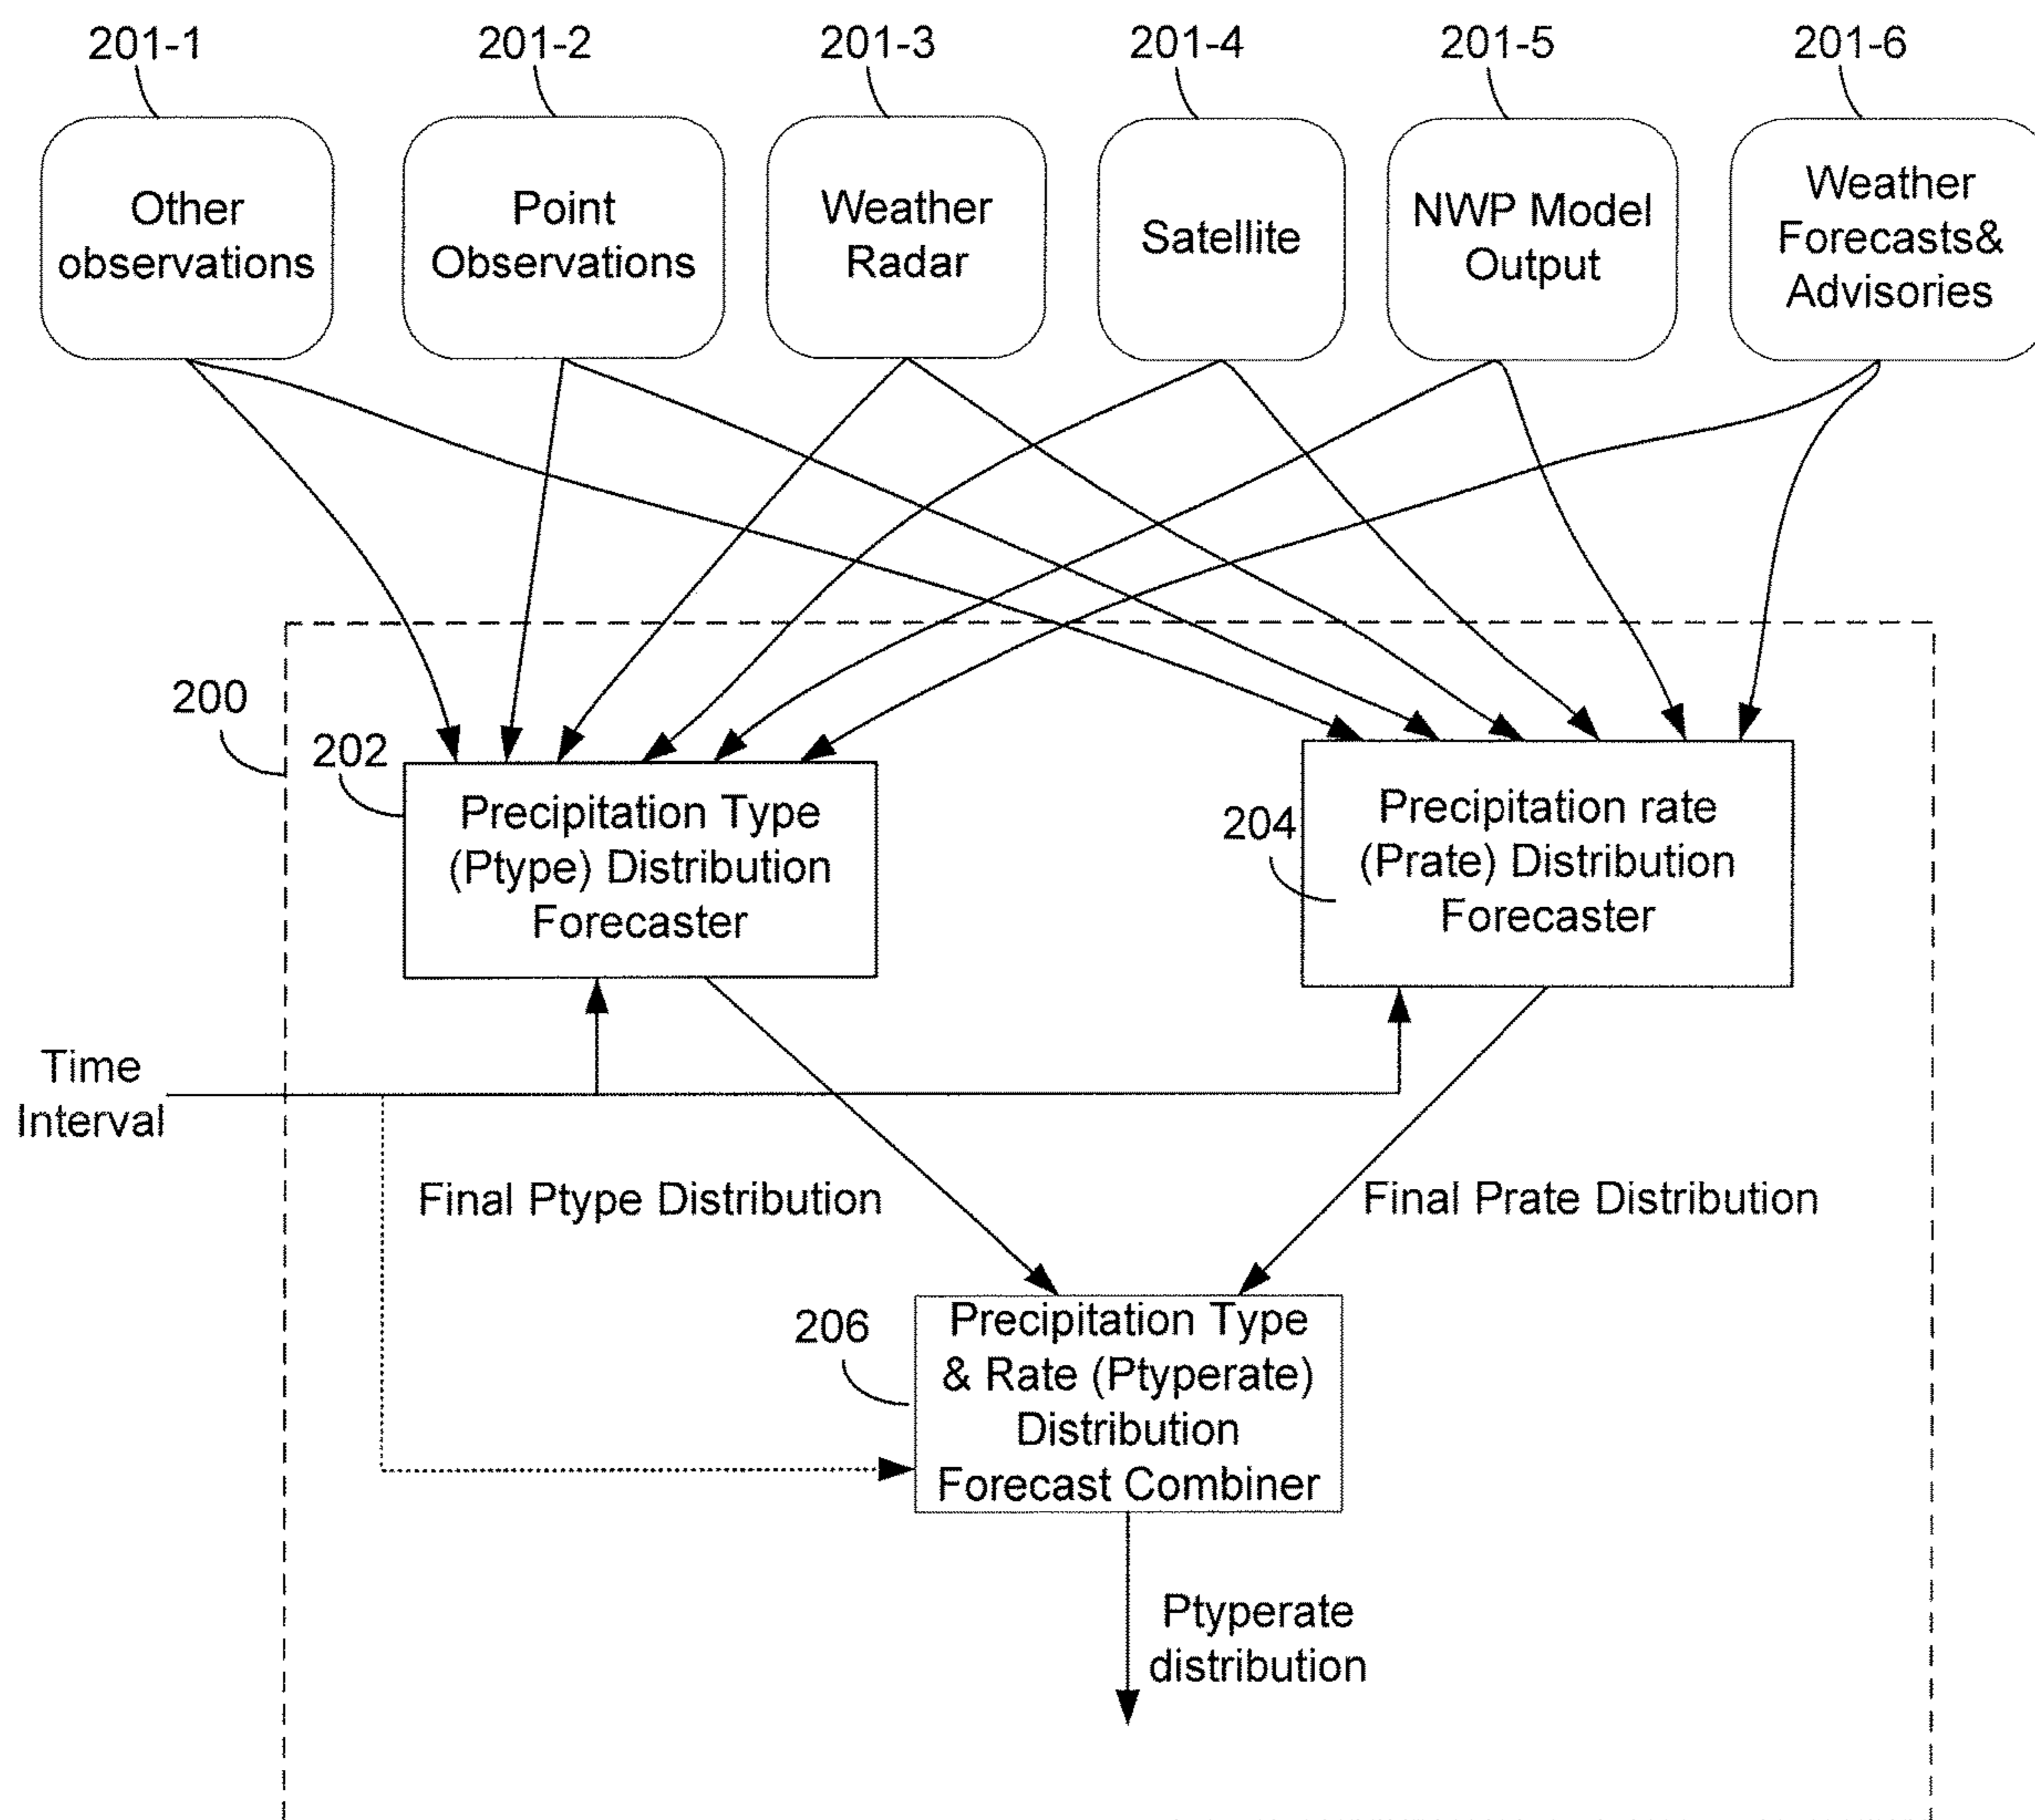 201-1
201-2
201-3
201-4
201-5
201-6
Other
observations
Point
Observations
Weather
Radar
Satellite
NWP Model
Output
Weather
Forecasts&
Advisories
200
202
Precipitation Type
(Ptype) Distribution
Forecaster
204
Precipitation rate
(Prate) Distribution
Forecaster
Time
Interval
Final Ptype Distribution
Final Prate Distribution
206
Precipitation Type
& Rate (Ptyperate)
Distribution
Forecast Combiner
Ptyperate
distribution